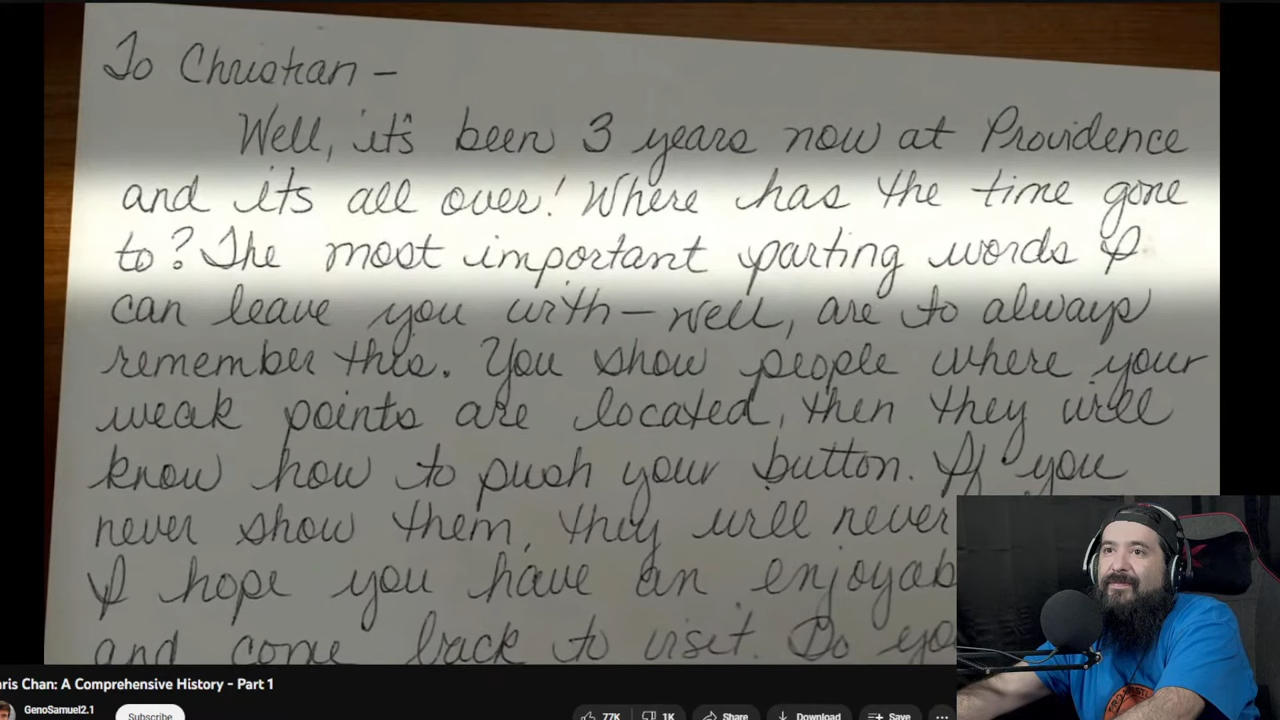 To Christian -
Well, it's been 3 years now at Providence
and its all over! Where has the time gone
to? The most important parting words I
can leave you with - well, are to always
remember this. You show people where your
weak points are located, then they will
know how to push your button. If you
never show them, they will never
I hope you have an enjoyab
and come back to visit. Do yo
aris Chan: A Comprehensive History - Part 1
GenoSamuel2.1
Subscribe
77K
1K
Share
Download
Save
...